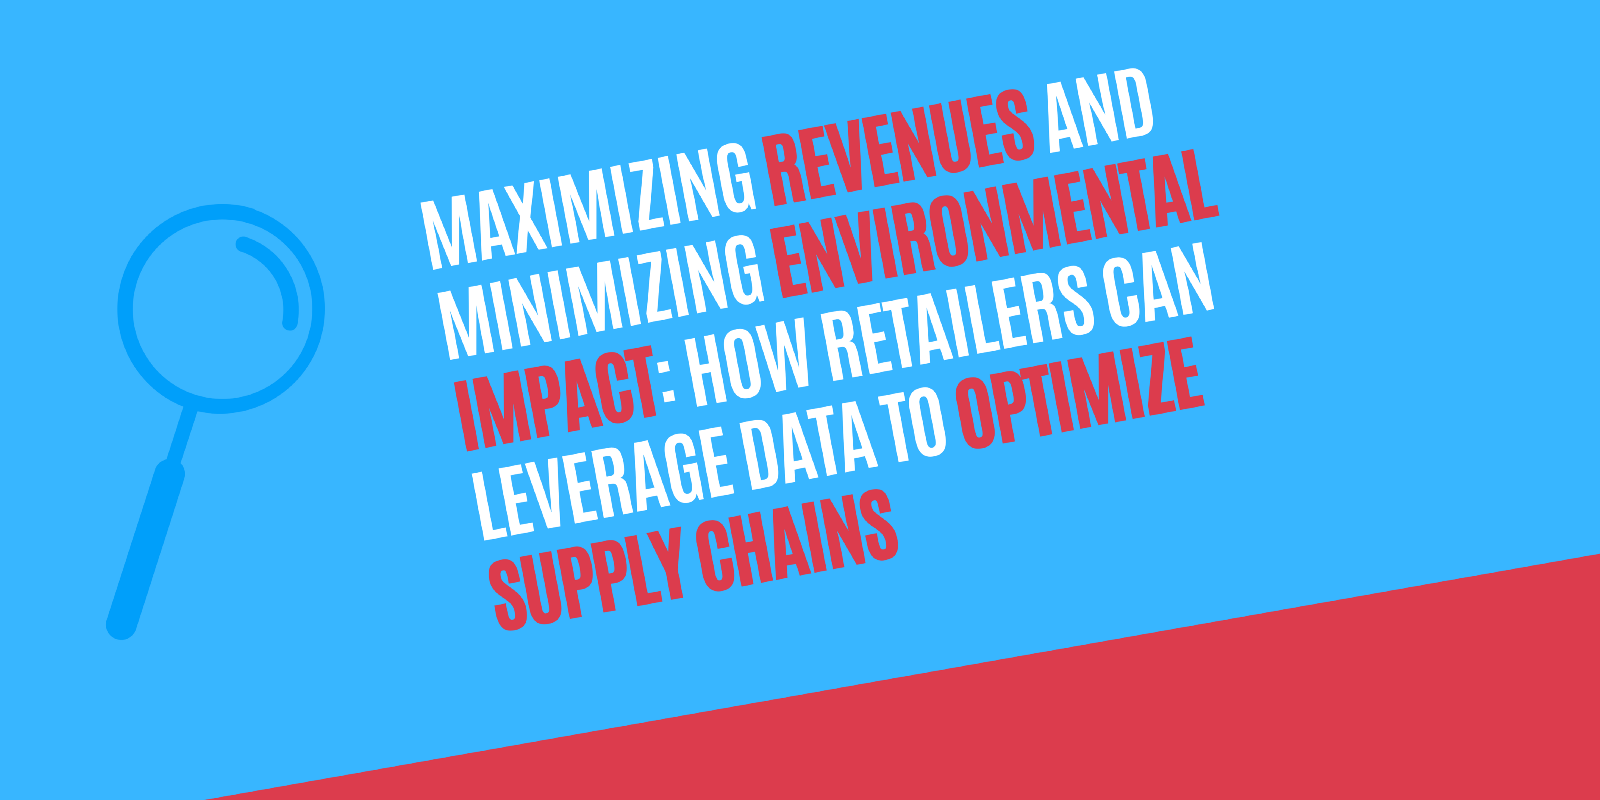 MAXIMIZING REVENUES AND
MINIMIZING ENVIRONMENTAL
IMPACT: HOW RETAILERS CAN
LEVERAGE DATA TO OPTIMIZE
SUPPLY CHAINS